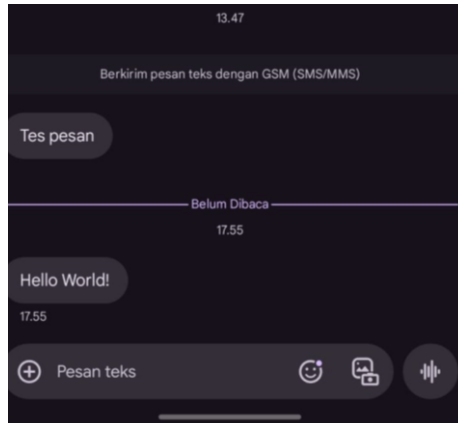 13.47
Berkirim pesan teks dengan GSM (SMS/MMS)
Tes pesan
Belum Dibaca
17.55
Hello World!
17.55
Pesan teks